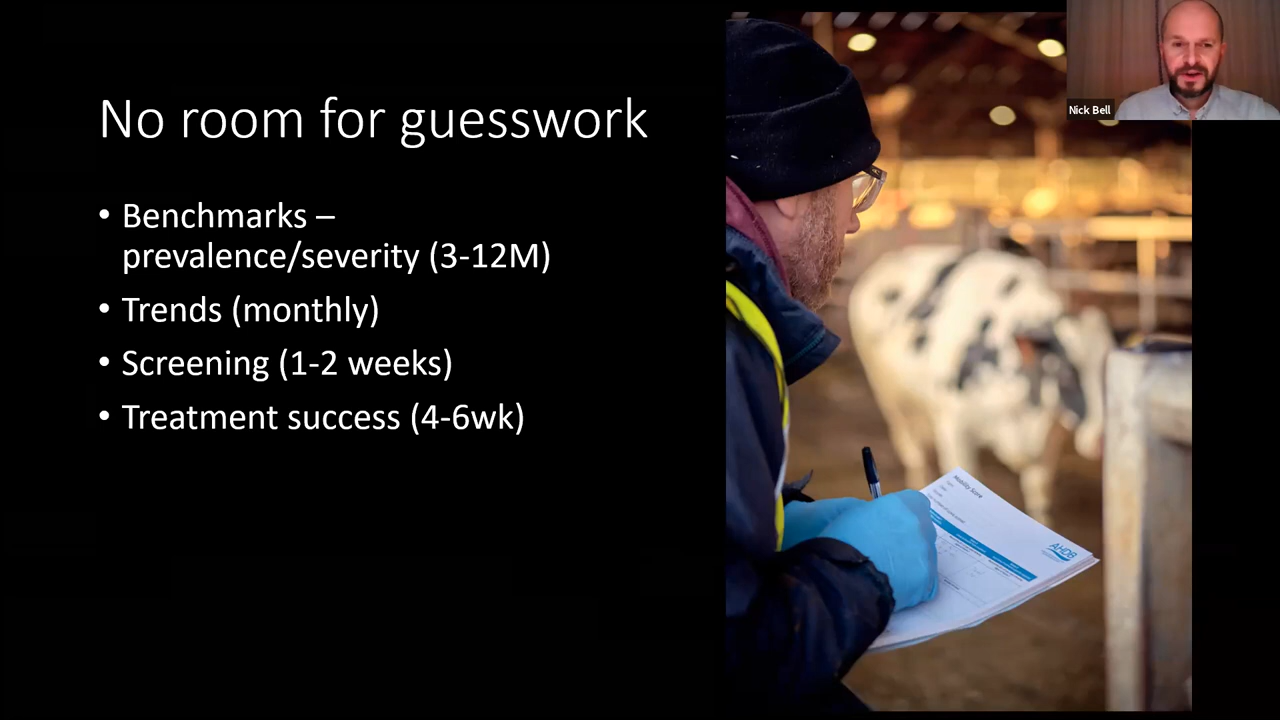 No room for guesswork
• Benchmarks –
prevalence/severity (3-12M)
• Trends (monthly)
• Screening (1-2 weeks)
• Treatment success (4-6wk)
Nick Bell
Mobility Score
AHDB